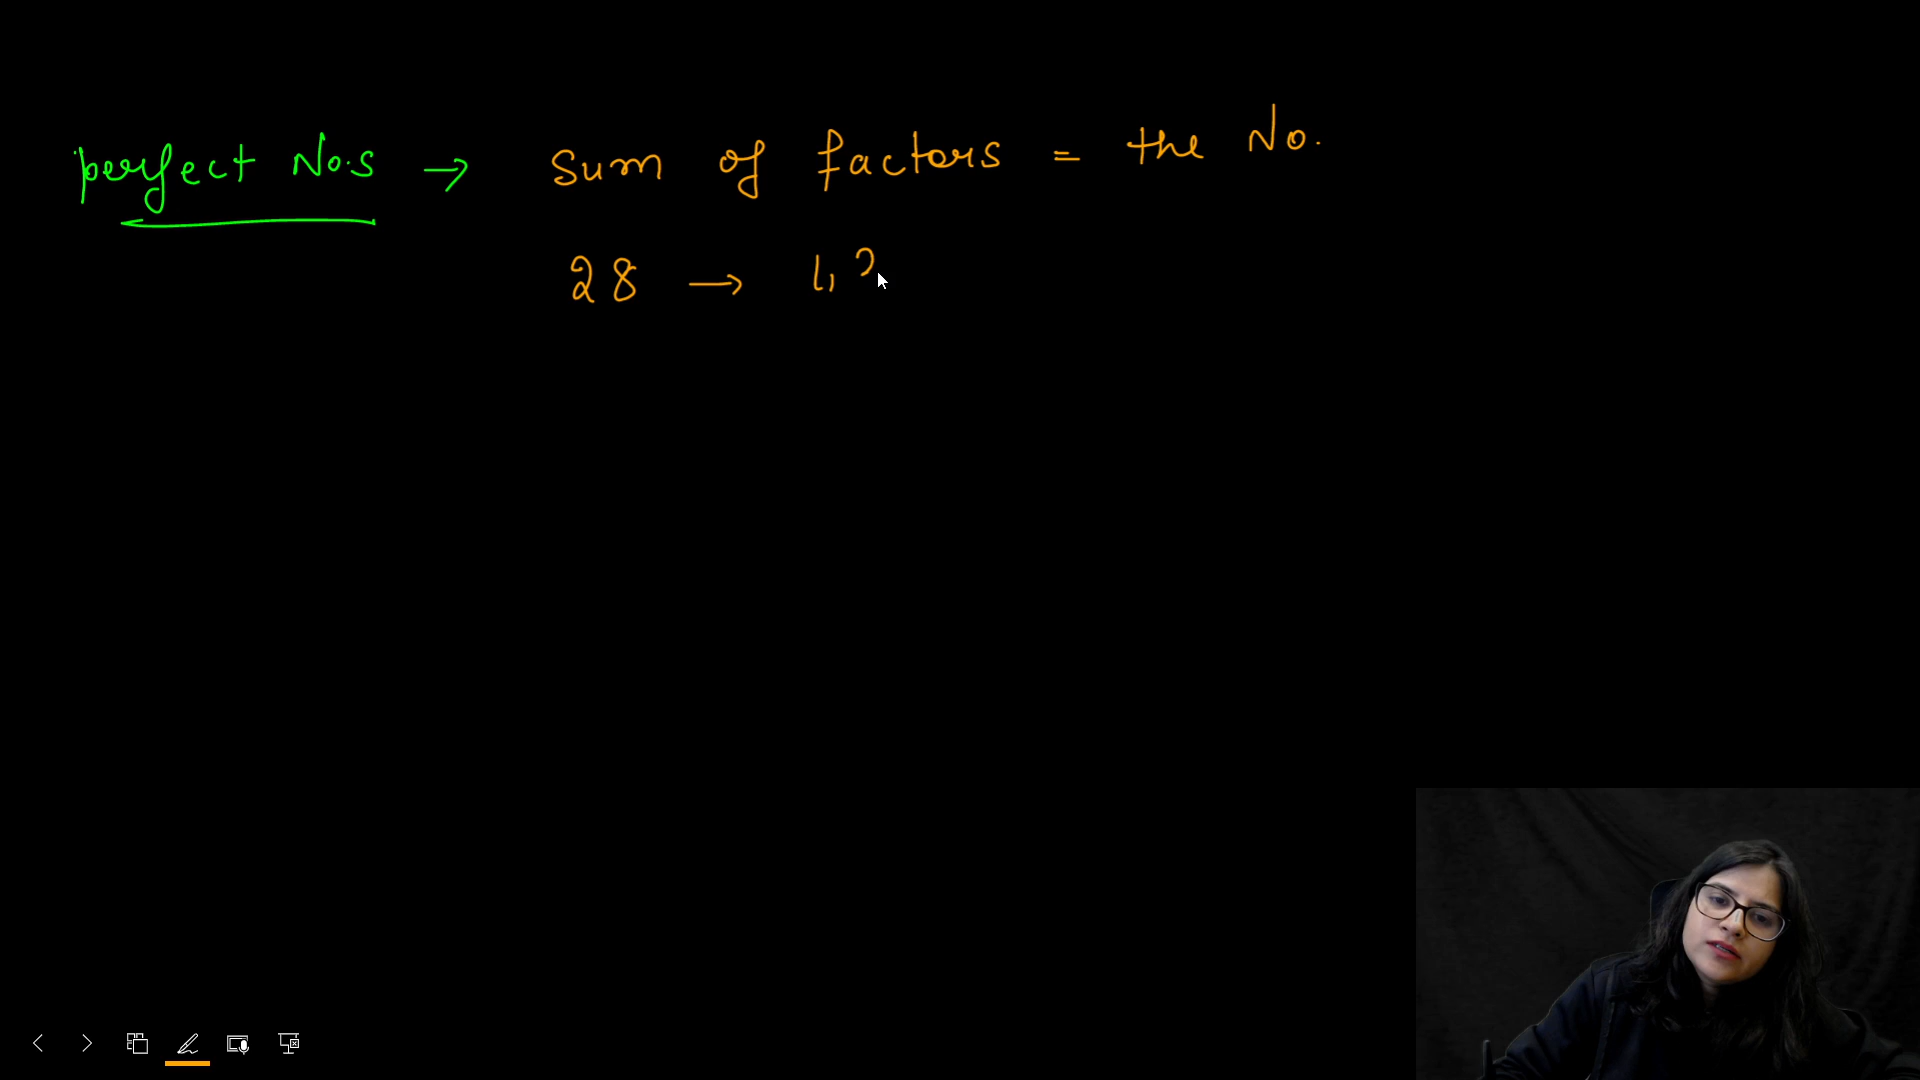 perfect No.s → Sum of factors = the No.
28 → 1, 2